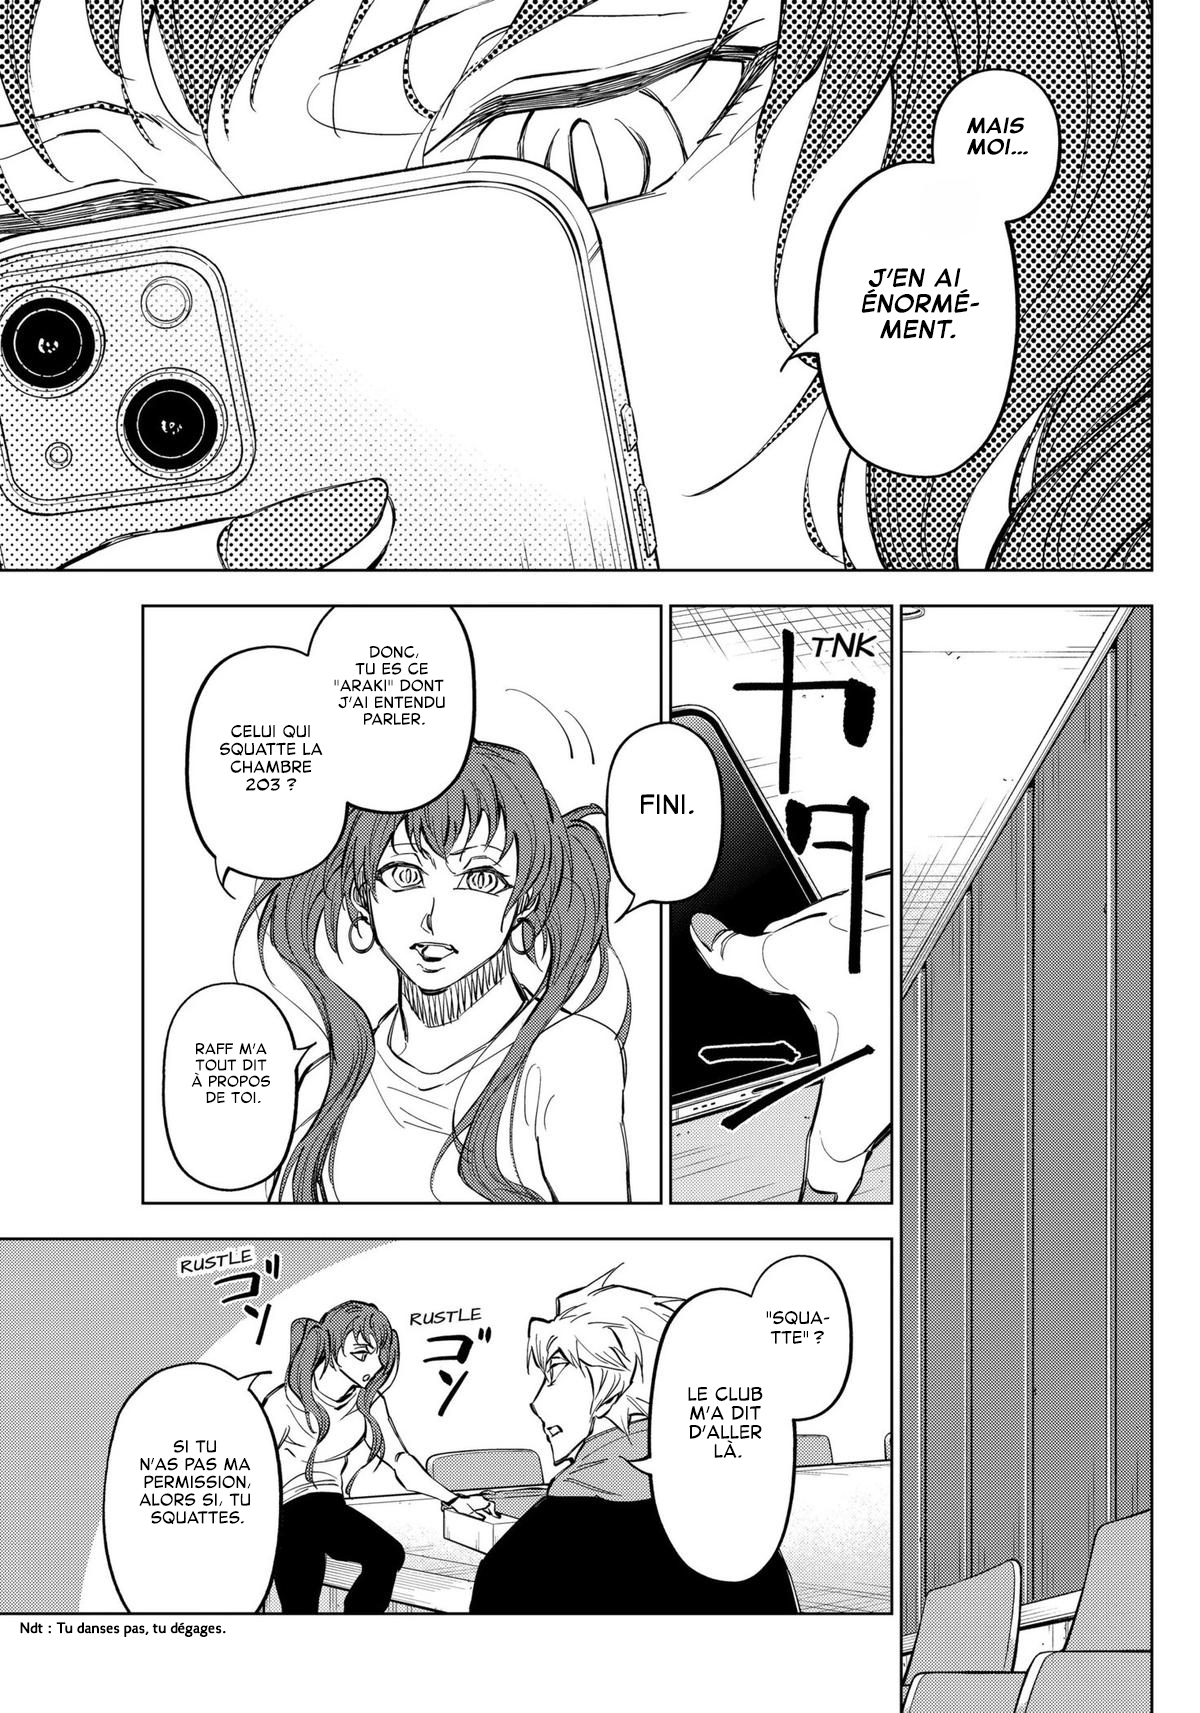 MAIS
MOI...
J'EN AI
ÉNORMÉ-
MENT.
TNK
カタ
ン
FINI.
DONC,
TU ES CE
"ARAKI" DONT
J'AI ENTENDU
PARLER.
CELUI QUI
SQUATTE LA
CHAMBRE
203 ?
RAFF M'A
TOUT DIT
À PROPOS
DE TOI.
"SQUA-
TTE" ?
LE CLUB
M'A DIT
D'ALLER
LÀ.
RUSTLE
ゴソ
RUSTLE
ゴソ
SI TU
N'AS PAS MA
PERMISSION,
ALORS SI, TU
SQUATTES.
Ndt : Tu danses pas, tu dégages.